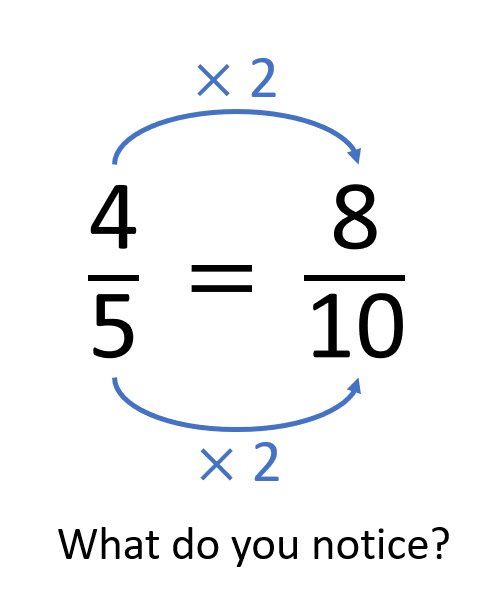 × 2
4/5 = 8/10
× 2
What do you notice?